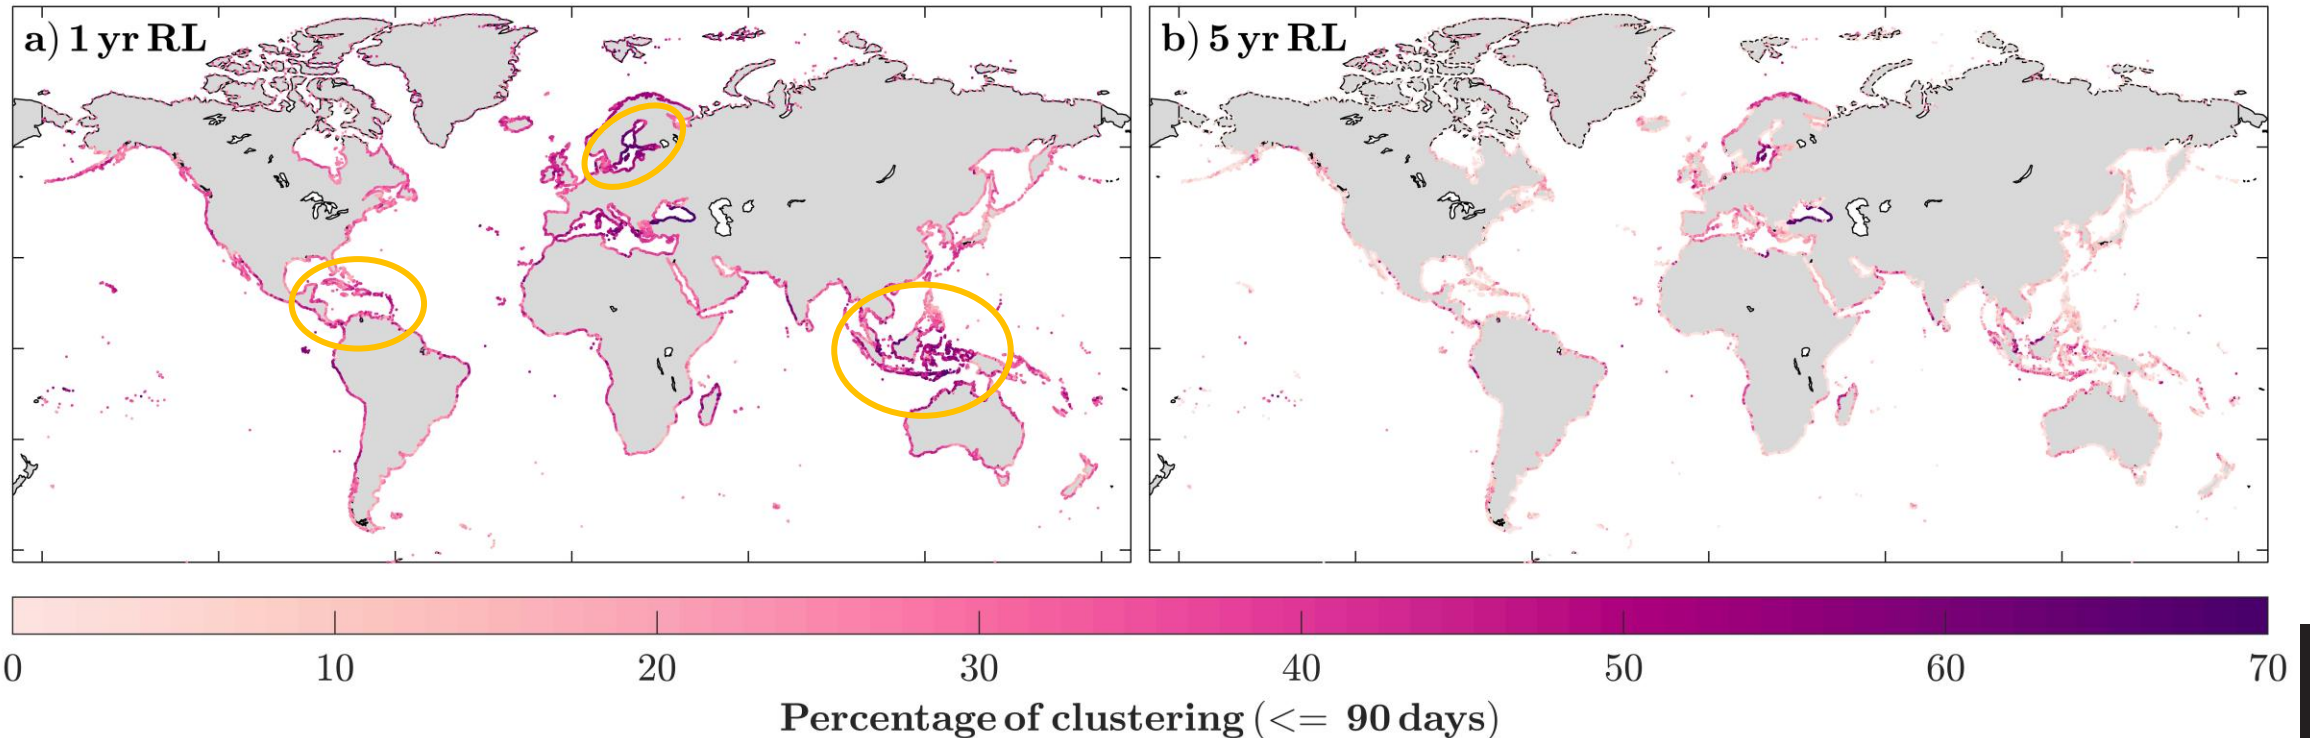 a) 1 yr RL
b) 5 yr RL
0 10 20 30 40 50 60 70
Percentage of clustering (<= 90 days)